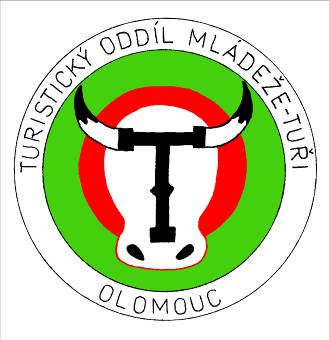 TURISTICKÝ ODDÍL MLÁDEŽE-TUŘI
T
OLOMOUC